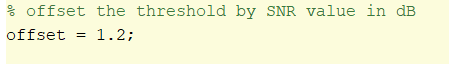 % offset the threshold by SNR value in dB
offset = 1.2;